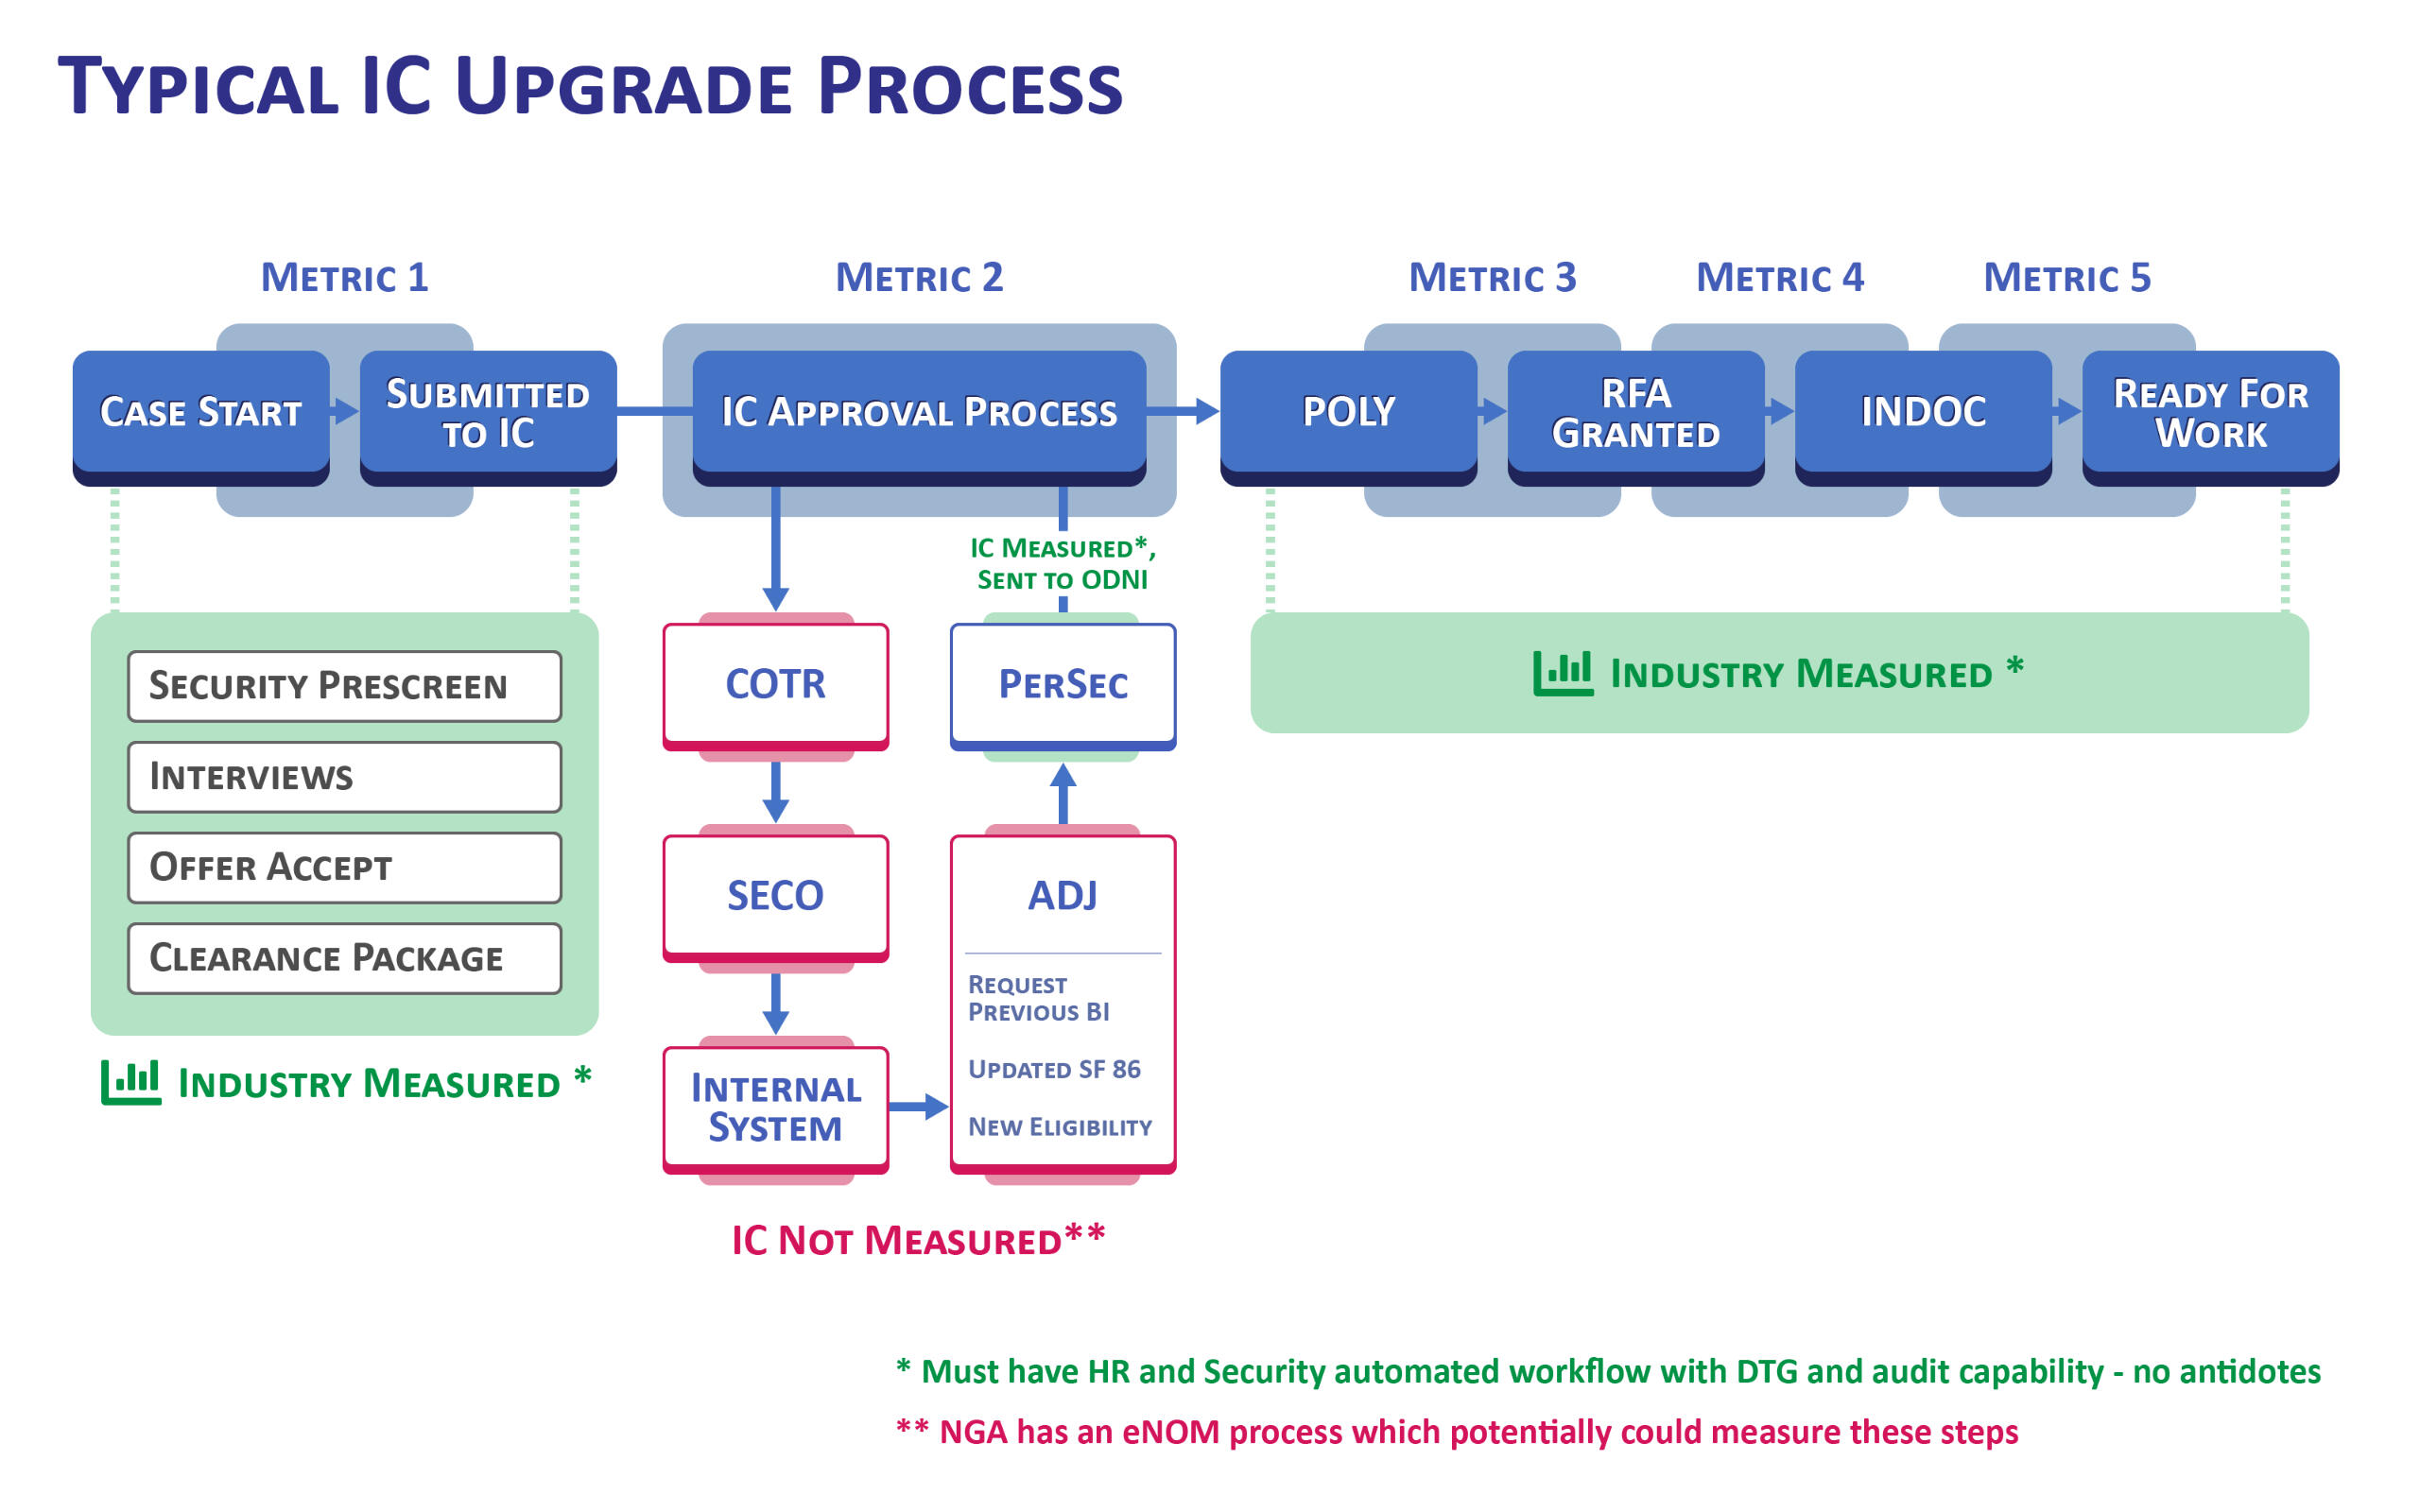 Typical IC Upgrade Process
Metric 1
Metric 2
Metric 3
Metric 4
Metric 5
Case Start
Submitted
to IC
IC Approval Process
POLY
RFA
Granted
INDOC
Ready For
Work
IC Measured*,
Sent to ODNI
Security Prescreen
Interviews
Offer Accept
Clearance Package
Industry Measured *
COTR
SECO
Internal
System
PerSec
ADJ
Request
Previous BI
Updated SF 86
New Eligibility
IC Not Measured**
Industry Measured *
* Must have HR and Security automated workflow with DTG and audit capability - no antidotes
** NGA has an eNOM process which potentially could measure these steps